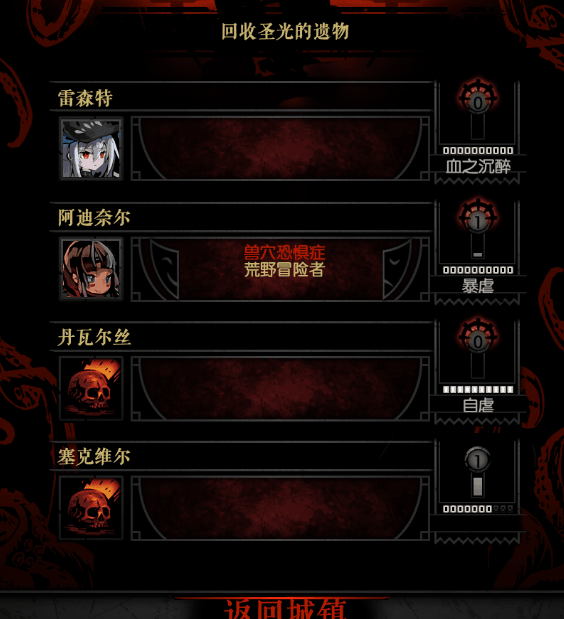 回收圣光的遗物
雷森特
0
血之沉醉
阿迪奈尔
兽穴恐惧症
荒野冒险者
1
暴虐
丹瓦尔丝
0
自虐
塞克维尔
1
返回城镇